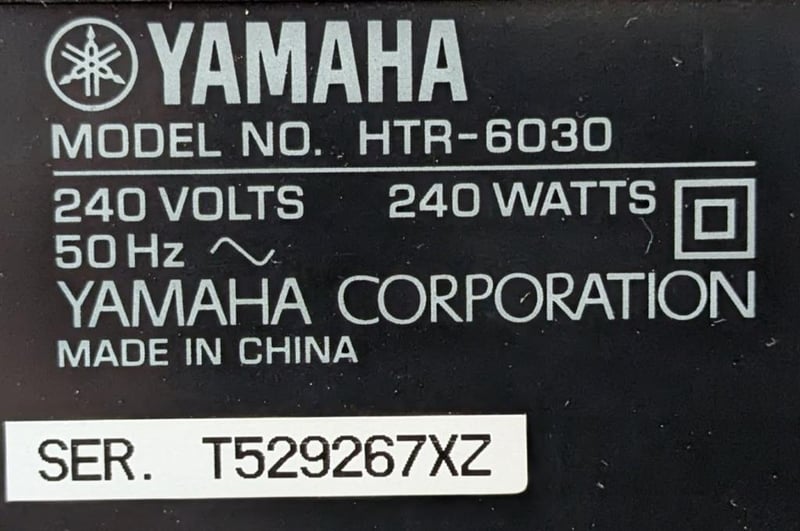 YAMAHA
MODEL NO. HTR-6030
240 VOLTS 240 WATTS
50 Hz ∿
YAMAHA CORPORATION
MADE IN CHINA
SER. T529267XZ